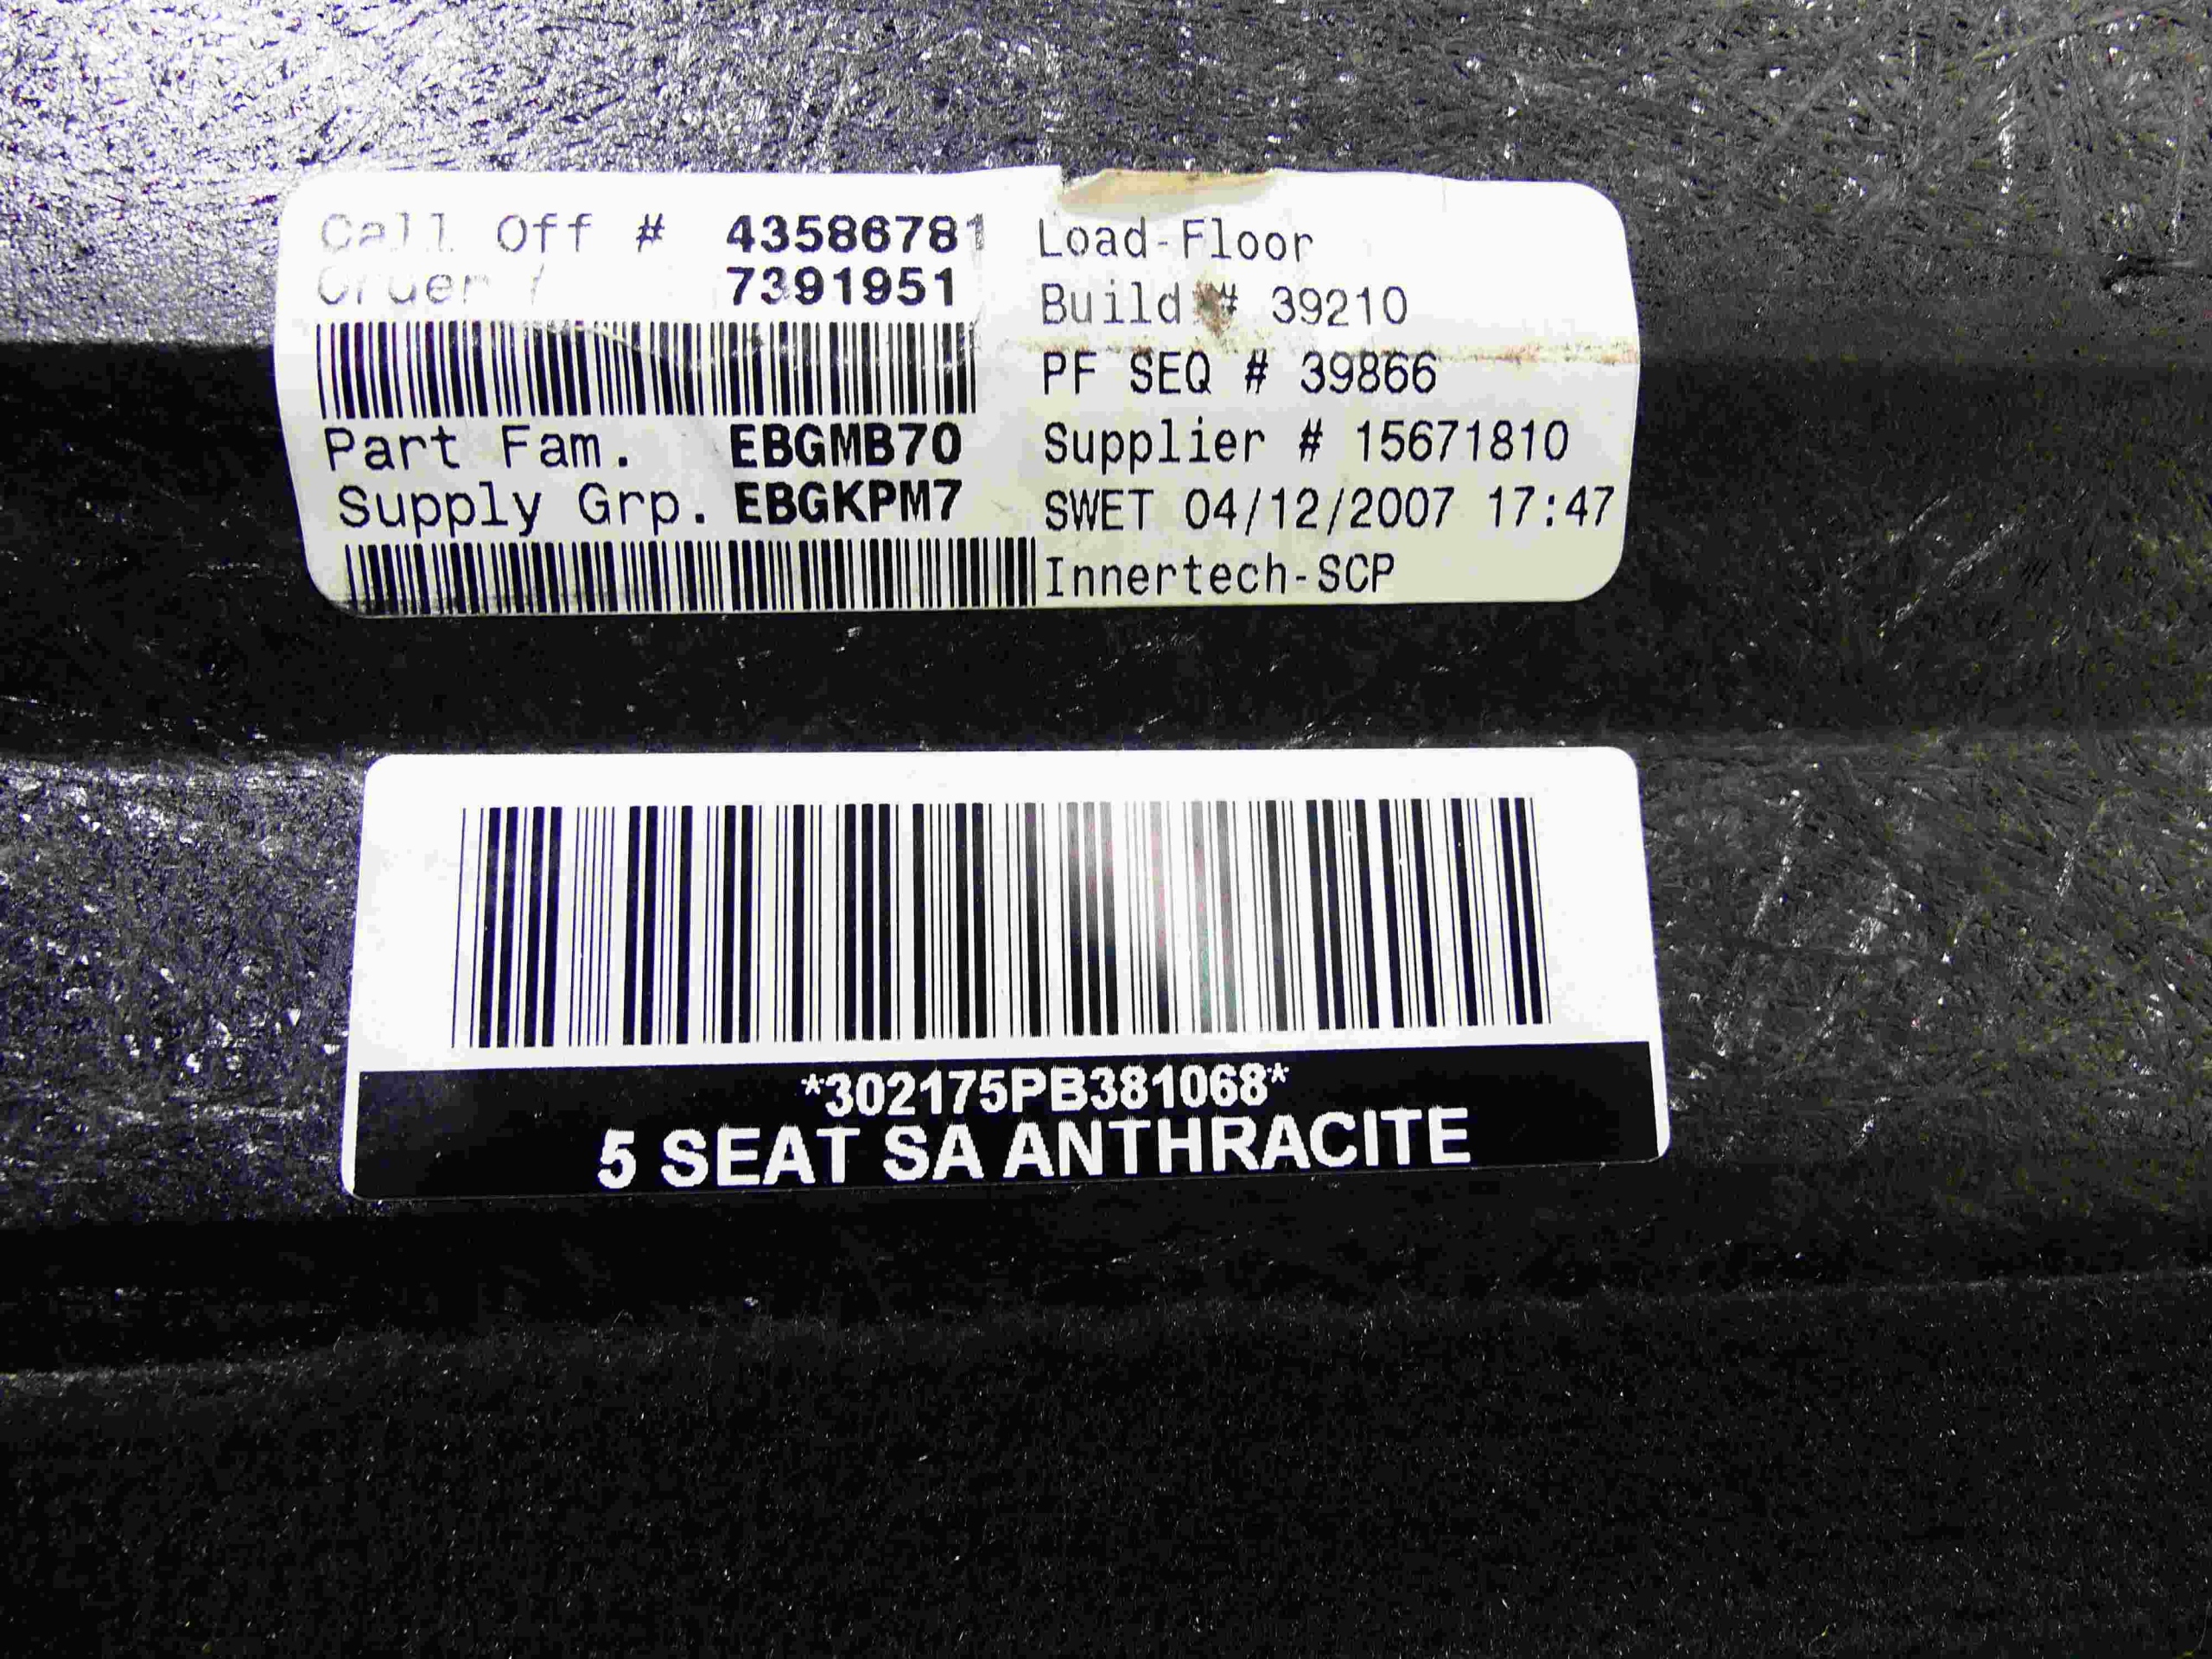 Call Off # 43586781
Order 7391951
Part Fam. EBGMB70
Supply Grp. EBGKPM7
Load-Floor
Build # 39210
PF SEQ # 39866
Supplier # 15671810
SWET 04/12/2007 17:47
Innertech-SCP
*302175PB381068*
5 SEAT SA ANTHRACITE